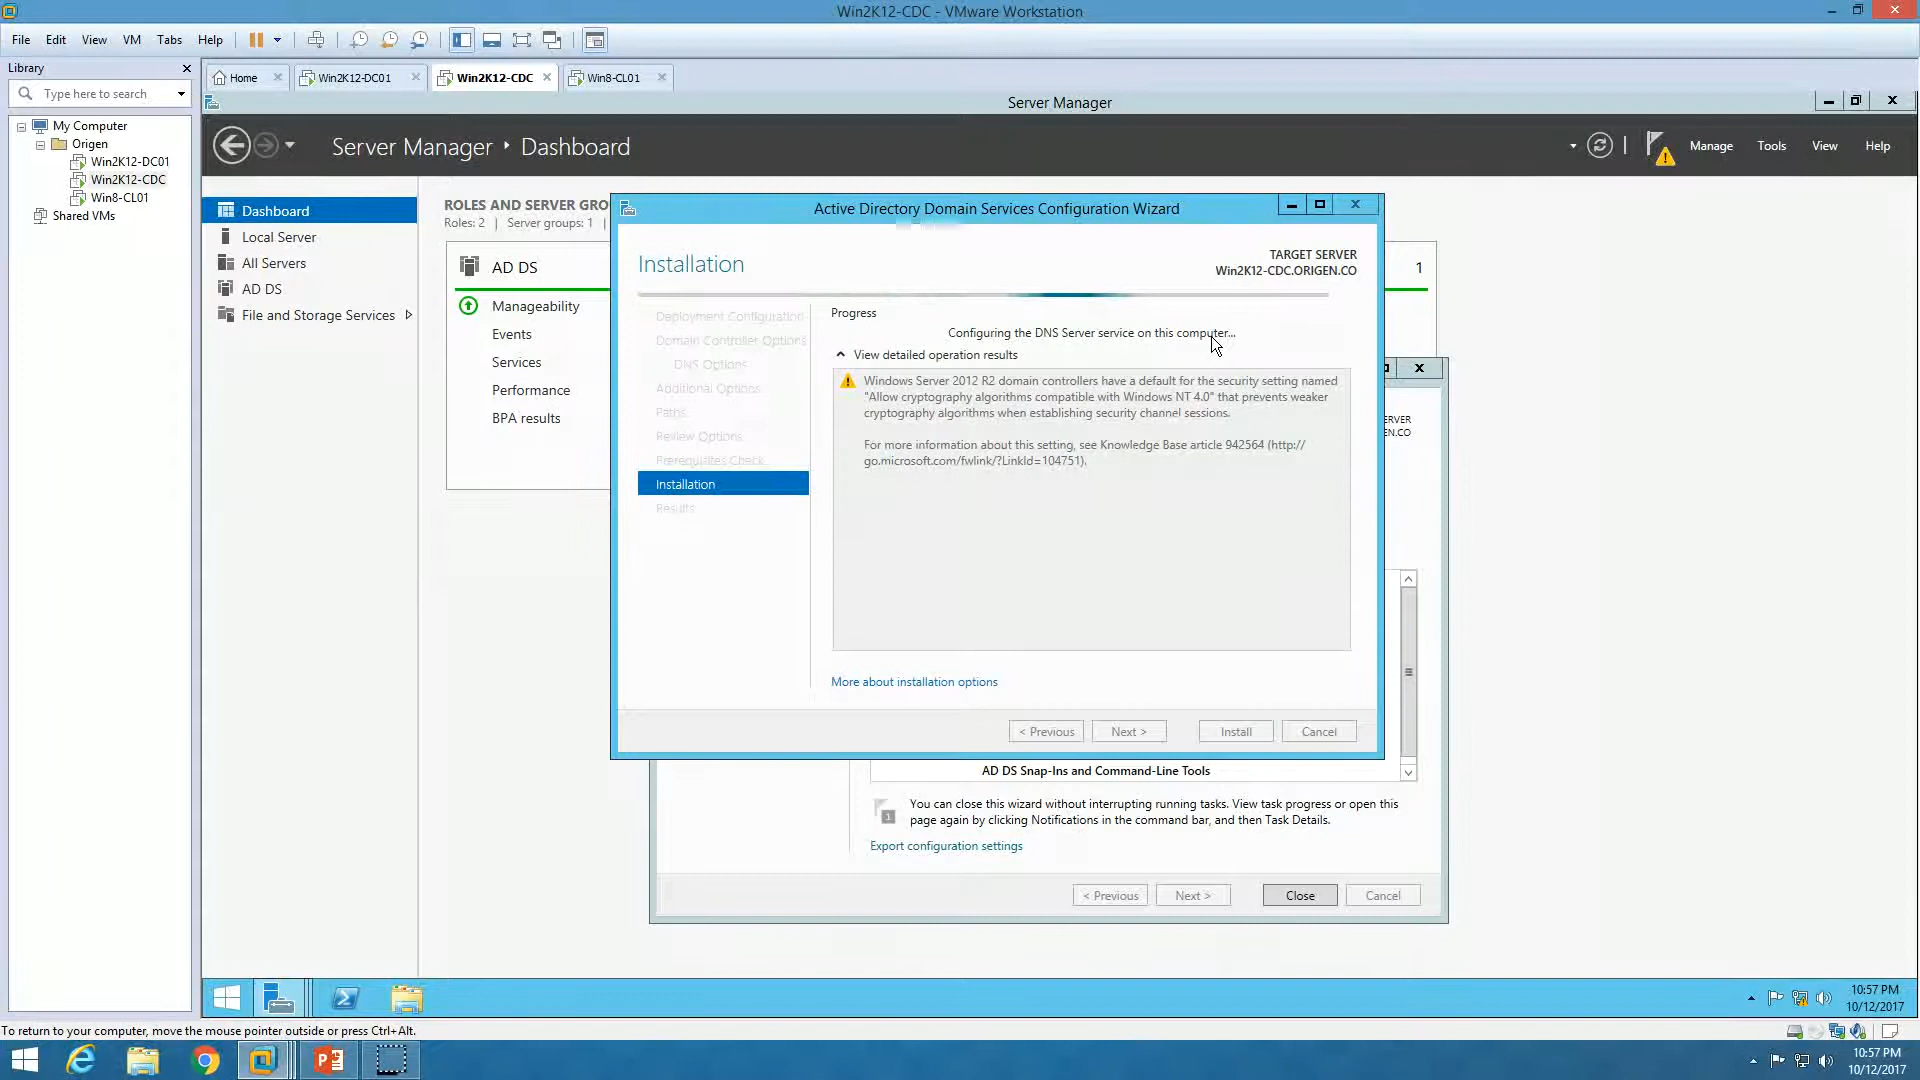 Win2K12-CDC - VMware Workstation
File Edit View VM Tabs Help
Library
Type here to search
My Computer
Origen
Win2K12-DC01
Win2K12-CDC
Win8-CL01
Shared VMs
Home Win2K12-DC01 Win2K12-CDC Win8-CL01
Server Manager
Server Manager Dashboard
Manage Tools View Help
Dashboard
Local Server
All Servers
AD DS
File and Storage Services
ROLES AND SERVER GRO
Roles: 2 | Server groups: 1 |
AD DS
1
Manageability
Events
Services
Performance
BPA results
Active Directory Domain Services Configuration Wizard
Installation
TARGET SERVER
Win2K12-CDC.ORIGEN.CO
Deployment Configuration
Domain Controller Options
DNS Options
Additional Options
Paths
Review Options
Prerequisites Check
Installation
Results
Progress
Configuring the DNS Server service on this computer...
View detailed operation results
Windows Server 2012 R2 domain controllers have a default for the security setting named
"Allow cryptography algorithms compatible with Windows NT 4.0" that prevents weaker
cryptography algorithms when establishing security channel sessions.
For more information about this setting, see Knowledge Base article 942564 (http://
go.microsoft.com/fwlink/?LinkId=104751).
More about installation options
< Previous Next > Install Cancel
ERVER
EN.CO
AD DS Snap-Ins and Command-Line Tools
1
You can close this wizard without interrupting running tasks. View task progress or open this
page again by clicking Notifications in the command bar, and then Task Details.
Export configuration settings
< Previous Next > Close Cancel
10:57 PM
10/12/2017
To return to your computer, move the mouse pointer outside or press Ctrl+Alt.
10:57 PM
10/12/2017